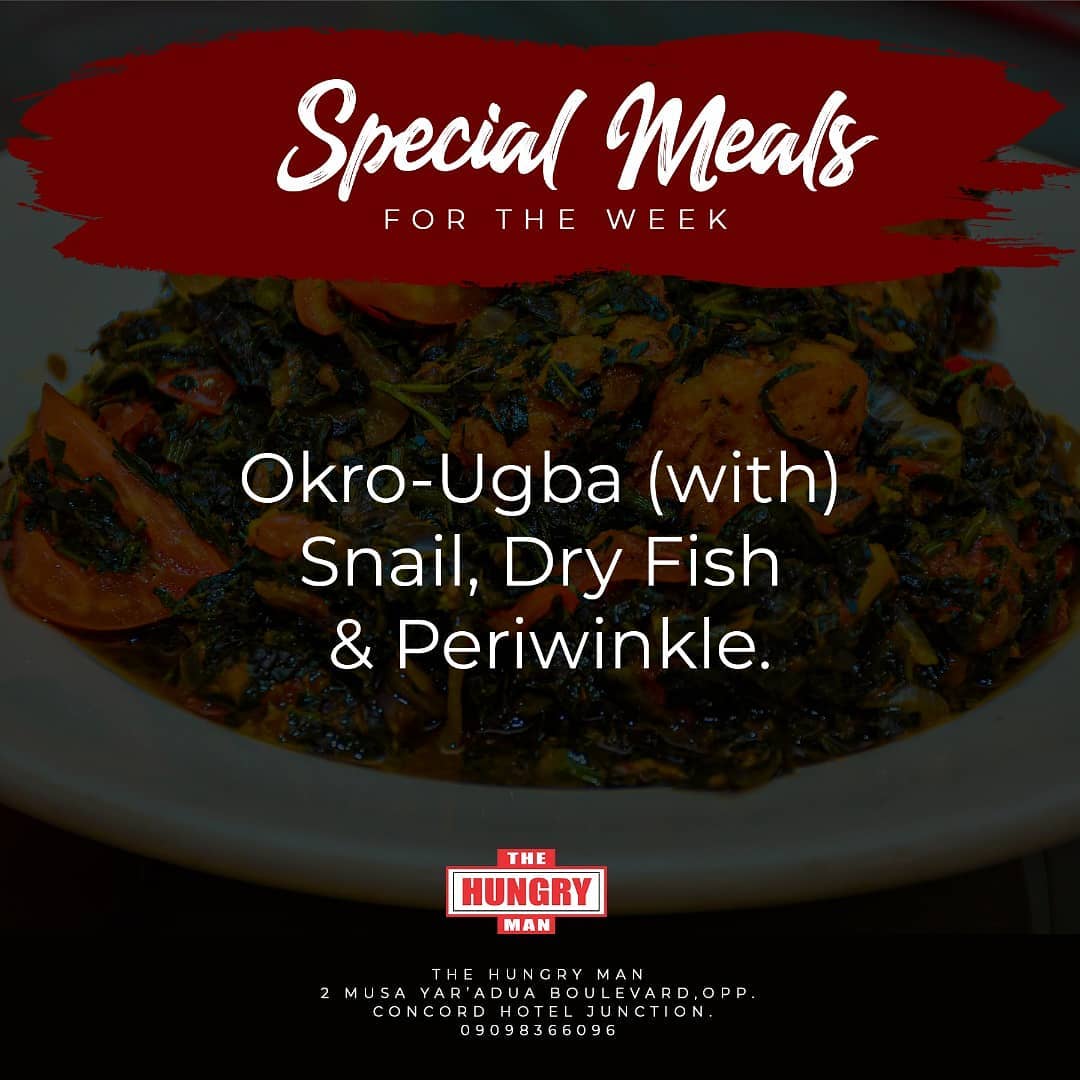 Special Meals
FOR THE WEEK
Okro-Ugba (with)
Snail, Dry Fish
& Periwinkle.
THE
HUNGRY
MAN
THE HUNGRY MAN
2 MUSA YAR'ADUA BOULEVARD,OPP.
CONCORD HOTEL JUNCTION.
09098366096